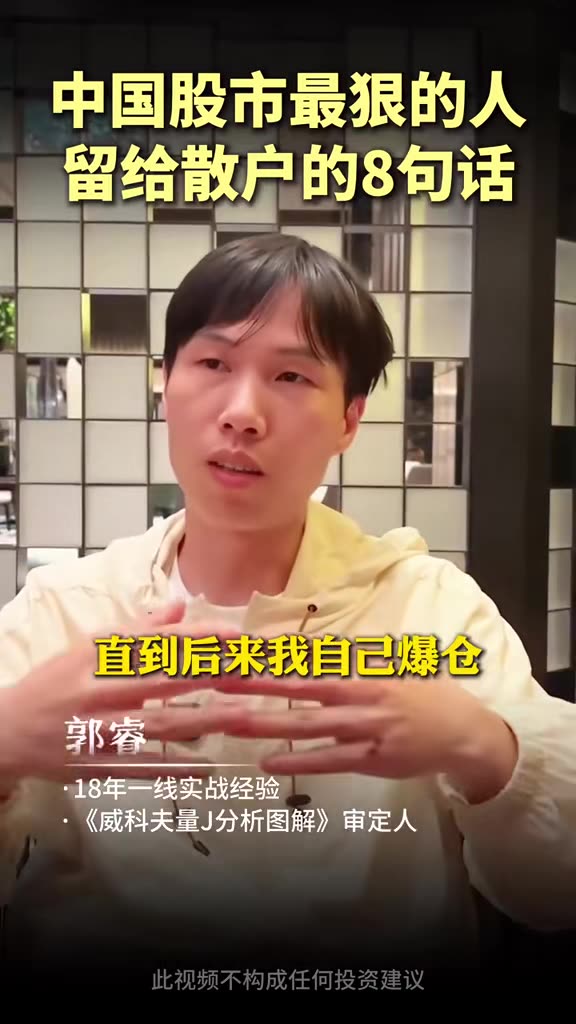 中国股市最狠的人
留给散户的8句话
直到后来我自己爆仓
郭睿
·18年一线实战经验
·《威科夫量J分析图解》审定人
此视频不构成任何投资建议